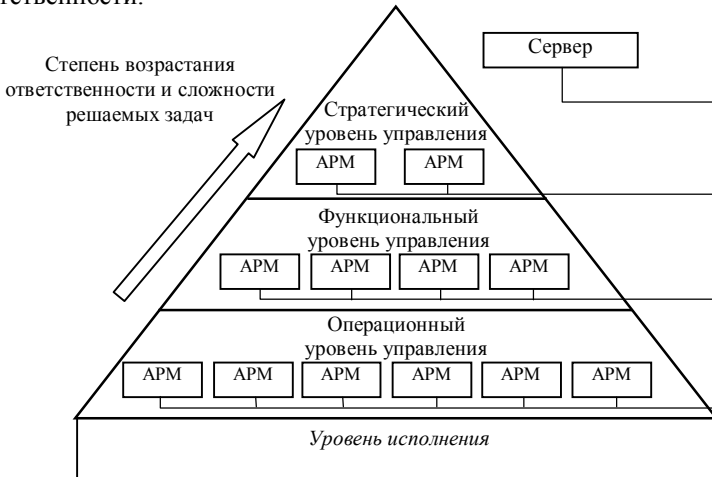 тственности.
Сервер
Степень возрастания
ответственности и сложности
решаемых задач
Стратегический
уровень управления
АРМ АРМ
Функциональный
уровень управления
АРМ АРМ АРМ АРМ
Операционный
уровень управления
АРМ АРМ АРМ АРМ АРМ АРМ
Уровень исполнения